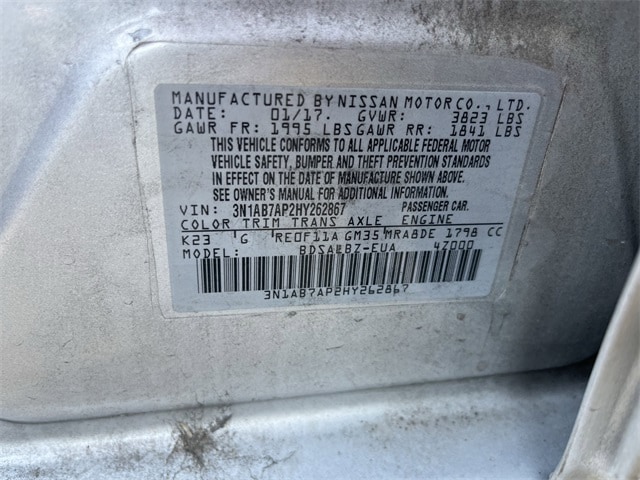 MANUFACTURED BY NISSAN MOTOR CO., LTD.
DATE: 01/17. GVWR: 3823 LBS
GAWR FR: 1995 LBS GAWR RR: 1841 LBS
THIS VEHICLE CONFORMS TO ALL APPLICABLE FEDERAL MOTOR
VEHICLE SAFETY, BUMPER AND THEFT PREVENTION STANDARDS
IN EFFECT ON THE DATE OF MANUFACTURE SHOWN ABOVE.
SEE OWNER'S MANUAL FOR ADDITIONAL INFORMATION.
VIN: 3N1AB7AP2HY262867 PASSENGER CAR.
COLOR TRIM TRANS AXLE ENGINE
K23 G RE0F11A GM35 MRA8DE 1798 CC
MODEL: BDSALB7-EUA 4Z000
3N1AB7AP2HY262867